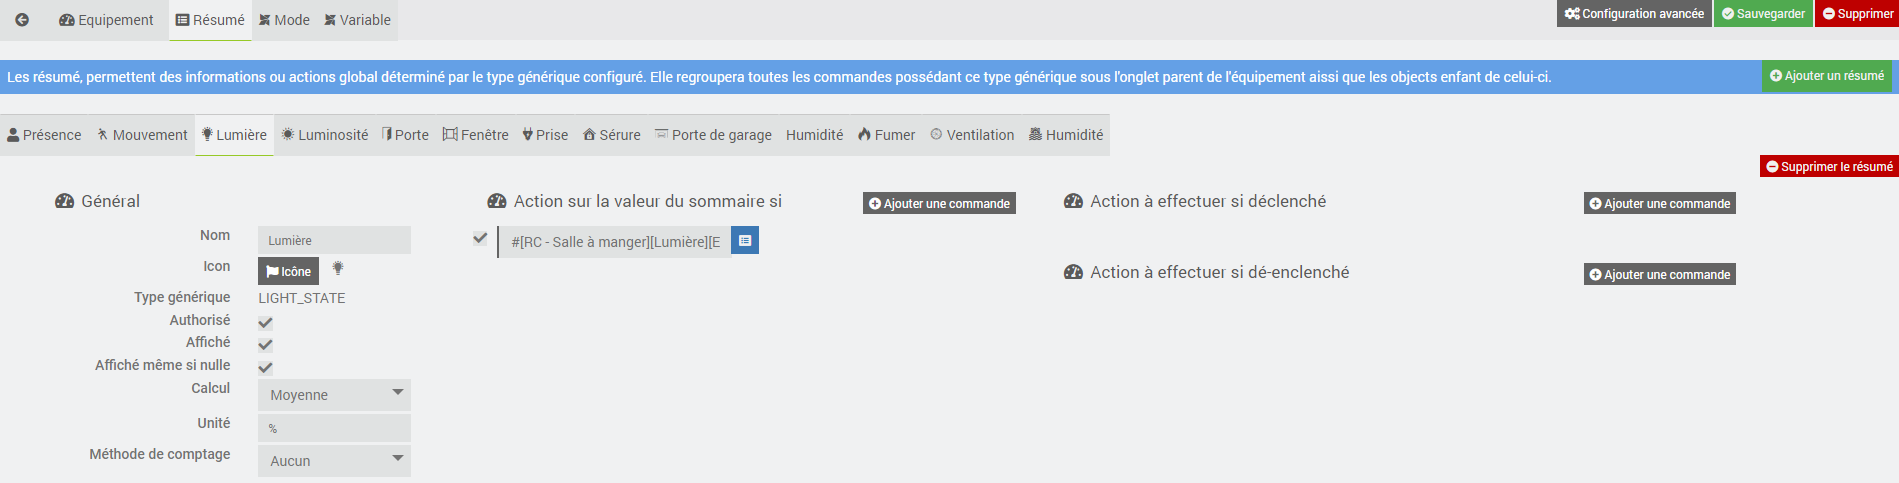 Equipement Résumé Mode Variable Configuration avancée Sauvegarder Supprimer
Les résumé, permettent des informations ou actions global déterminé par le type générique configuré. Elle regroupera toutes les commandes possédant ce type générique sous l'onglet parent de l'équipement aissi que les objects enfant de celui-ci. Ajouter un résumé
Présence Mouvement Lumière Luminosité Porte Fenêtre Prise Sérure Porte de garage Humidité Fumer Ventilation Humidité
Supprimer le résumé
Général
Nom Lumière
Icon Icône
Type générique LIGHT_STATE
Authorisé
Affiché
Affiché même si nulle
Calcul Moyenne
Unité %
Méthode de comptage Aucun
Action sur la valeur du sommaire si Ajouter une commande
#[RC - Salle à manger][Lumière][E
Action à effectuer si déclenché Ajouter une commande
Action à effectuer si dé-enclenché Ajouter une commande